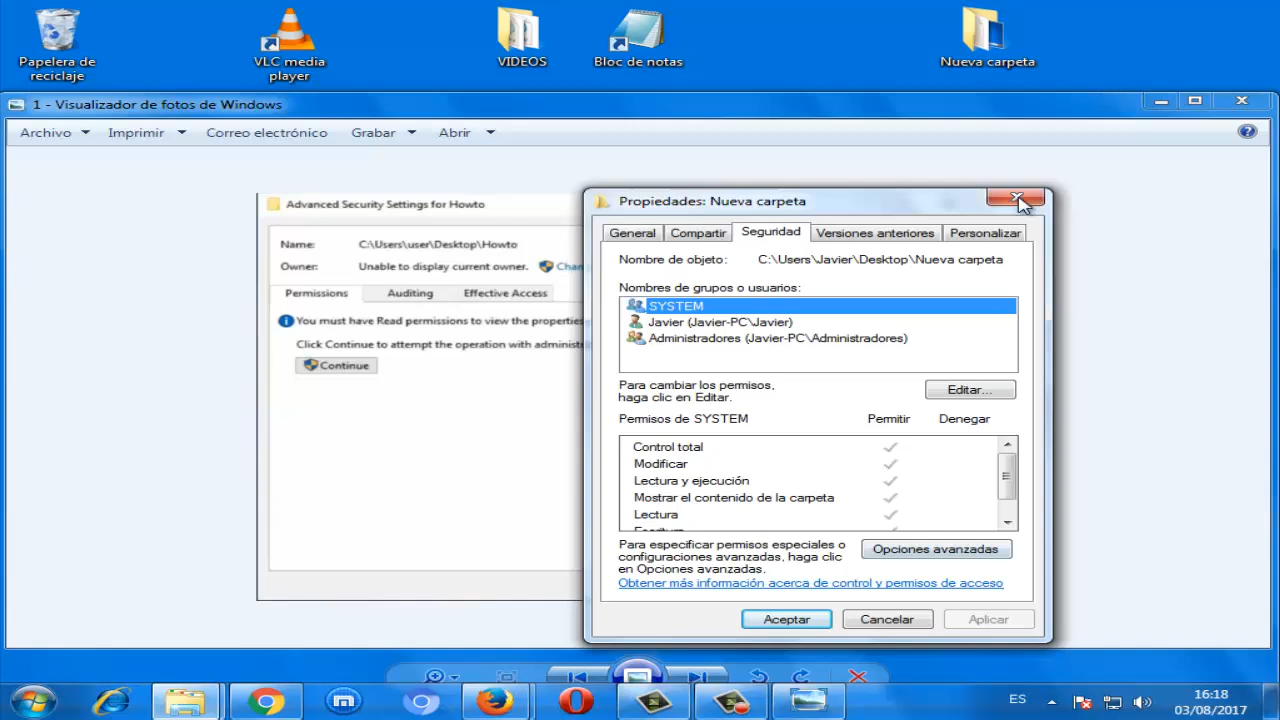 Papelera de
reciclaje
VLC media
player
VIDEOS
Bloc de notas
Nueva carpeta
1 - Visualizador de fotos de Windows
Archivo
Imprimir
Correo electrónico
Grabar
Abrir
Advanced Security Settings for Howto
Name: C:\Users\user\Desktop\Howto
Owner: Unable to display current owner.
Permissions
Auditing
Effective Access
You must have Read permissions to view the properties
Click Continue to attempt the operation with
Continue
Propiedades: Nueva carpeta
General
Compartir
Seguridad
Versiones anteriores
Personalizar
Nombre de objeto: C:\Users\Javier\Desktop\Nueva carpeta
Nombres de grupos o usuarios:
SYSTEM
Javier (Javier-PC\Javier)
Administradores (Javier-PC\Administradores)
Para cambiar los permisos,
haga clic en Editar.
Editar...
Permisos de SYSTEM Permitir Denegar
Control total
Modificar
Lectura y ejecución
Mostrar el contenido de la carpeta
Lectura
Para especificar permisos especiales o
configuraciones avanzadas, haga clic
en Opciones avanzadas.
Opciones avanzadas
Obtener más información acerca de control y permisos de acceso
Aceptar
Cancelar
Aplicar
ES
16:18
03/08/2017